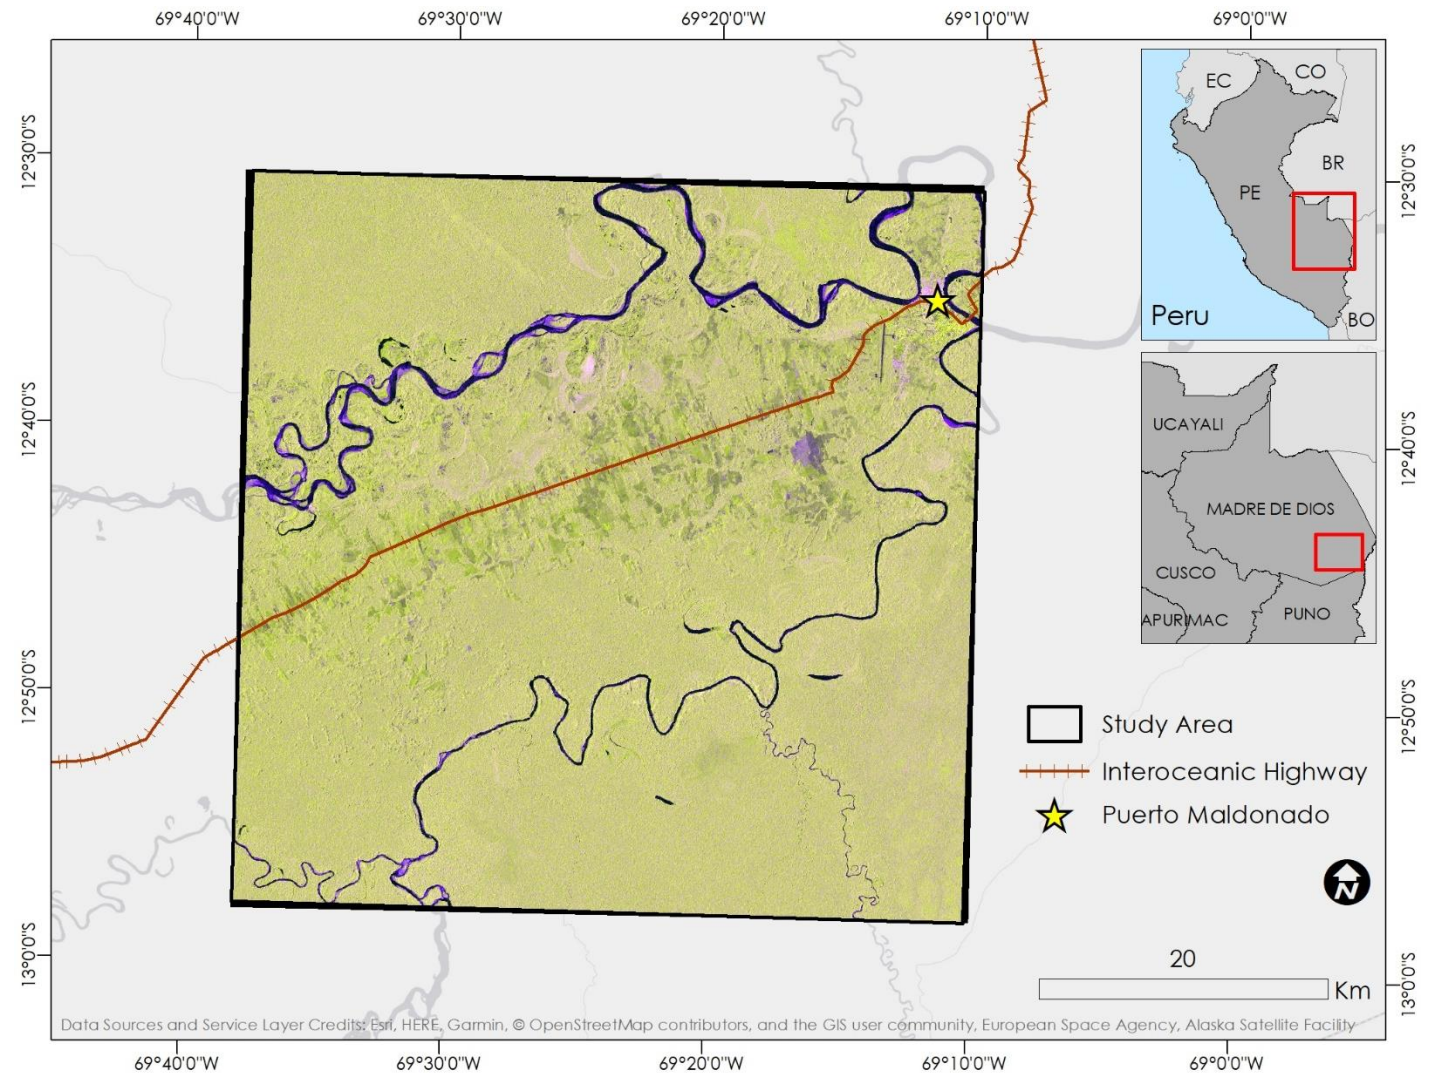 69°40'0"W 69°30'0"W 69°20'0"W 69°10'0"W 69°0'0"W
12°30'0"S
12°40'0"S
12°50'0"S
13°0'0"S
EC
CO
BR
PE
BO
Peru
12°30'0"S
12°40'0"S
12°50'0"S
13°0'0"S
UCAYALI
MADRE DE DIOS
CUSCO
APURIMAC
PUNO
Study Area
Interoceanic Highway
Puerto Maldonado
N
20
Km
Data Sources and Service Layer Credits: Esri, HERE, Garmin, © OpenStreetMap contributors, and the GIS user community, European Space Agency, Alaska Satellite Facility
69°40'0"W 69°30'0"W 69°20'0"W 69°10'0"W 69°0'0"W